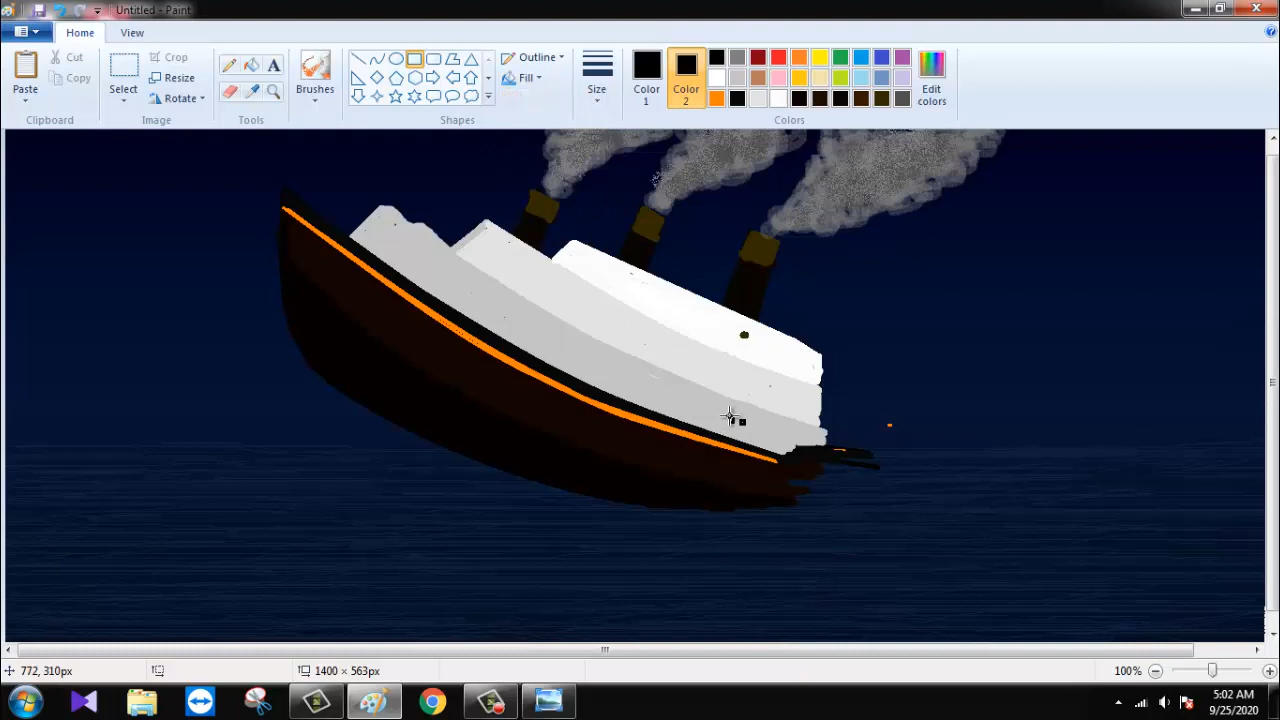 Untitled - Paint
Home View
Paste
Cut
Copy
Clipboard
Select
Crop
Resize
Rotate
Image
A
Tools
Brushes
Outline
Fill
Shapes
Size
Color 1
Color 2
Edit colors
Colors
772, 310px
1400 × 563px
100%
5:02 AM
9/25/2020